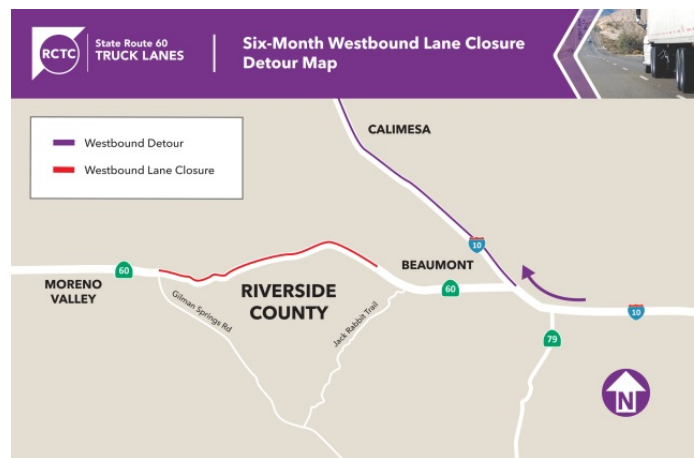 RCTC
State Route 60
TRUCK LANES
Six-Month Westbound Lane Closure
Detour Map
Westbound Detour
Westbound Lane Closure
CALIMESA
10
60
MORENO
VALLEY
Gilman Springs Rd
RIVERSIDE
COUNTY
Jack Rabbit Trail
BEAUMONT
60
10
79
N